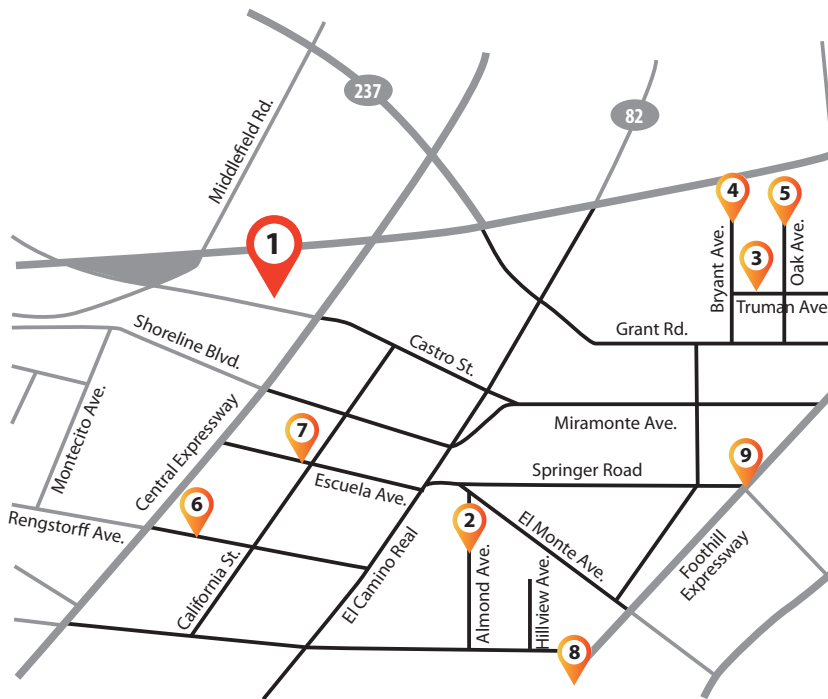 237
82
Middlefield Rd.
1
4
5
3
Bryant Ave.
Oak Ave.
Truman Ave.
Grant Rd.
Shoreline Blvd.
Castro St.
Montecito Ave.
Central Expressway
Miramonte Ave.
7
Escuela Ave.
Springer Road
9
6
Rengstorff Ave.
2
El Monte Ave.
Foothill
Expressway
California St.
El Camino Real
Almond Ave.
Hillview Ave.
8